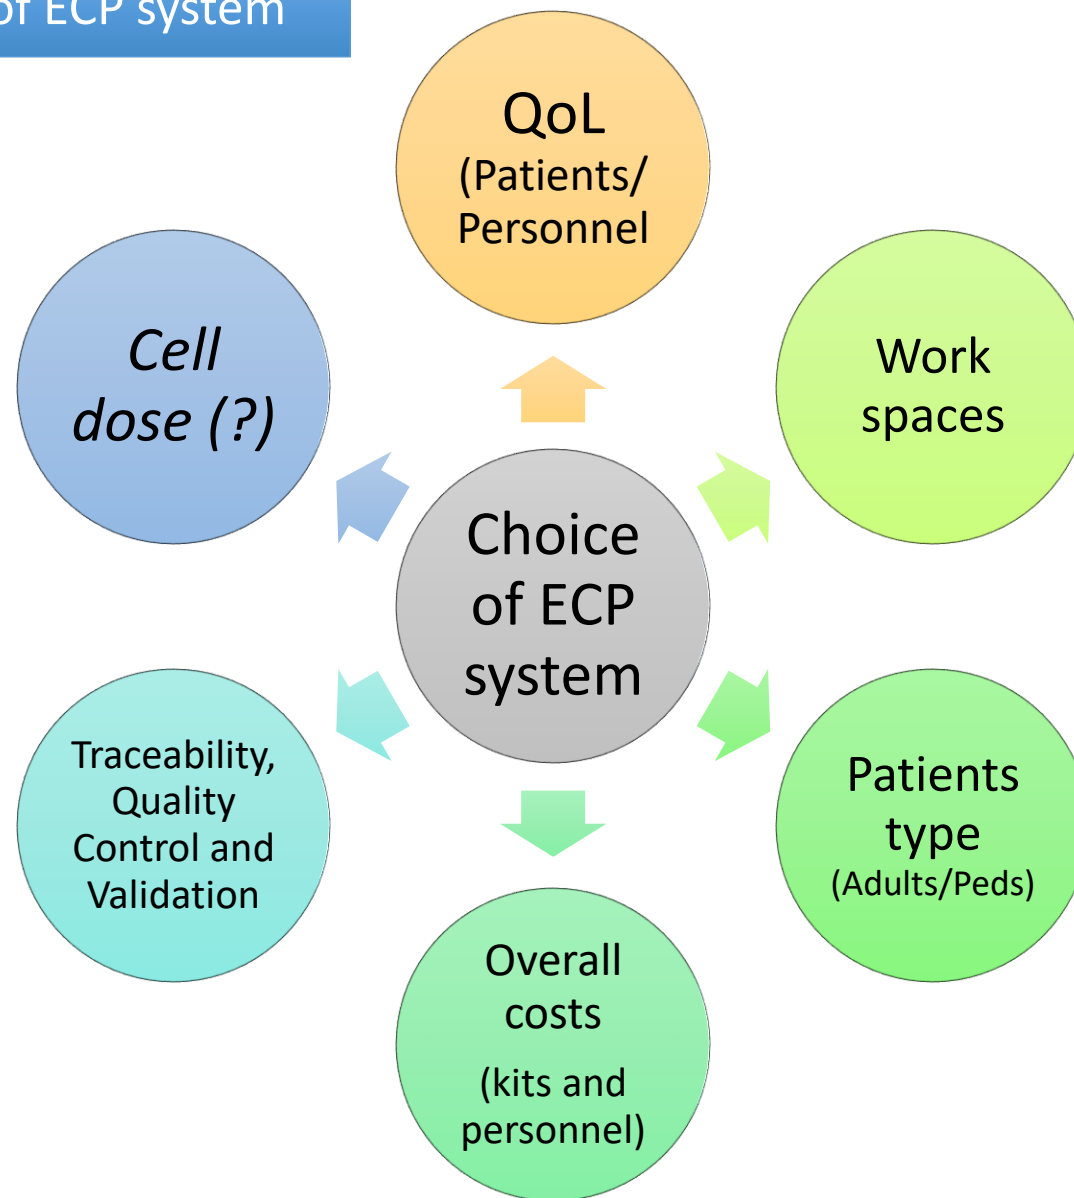 of ECP system
QoL
(Patients/
Personnel
Cell
dose (?)
Work
spaces
Choice
of ECP
system
Traceability,
Quality
Control and
Validation
Patients
type
(Adults/Peds)
Overall
costs
(kits and
personnel)